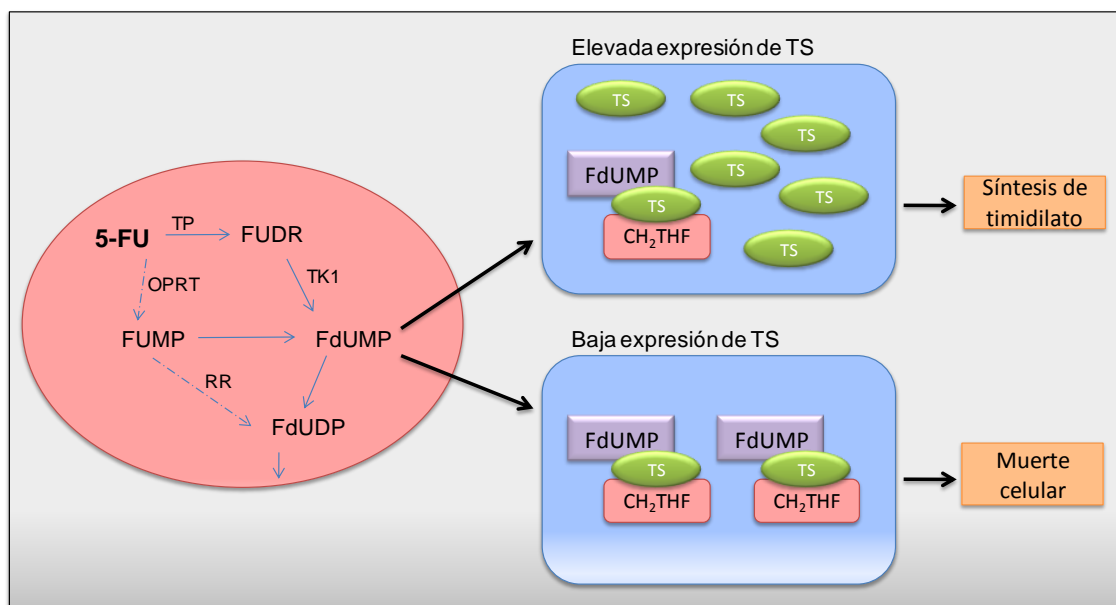 Elevada expresión de TS
TS
TS
TS
FdUMP
TS
TS
TS
CH₂THF
TS
Síntesis de
timidilato
5-FU
TP
FUDR
OPRT
TK1
FUMP
FdUMP
RR
FdUDP
Baja expresión de TS
FdUMP
FdUMP
TS
TS
CH₂THF
CH₂THF
Muerte
celular